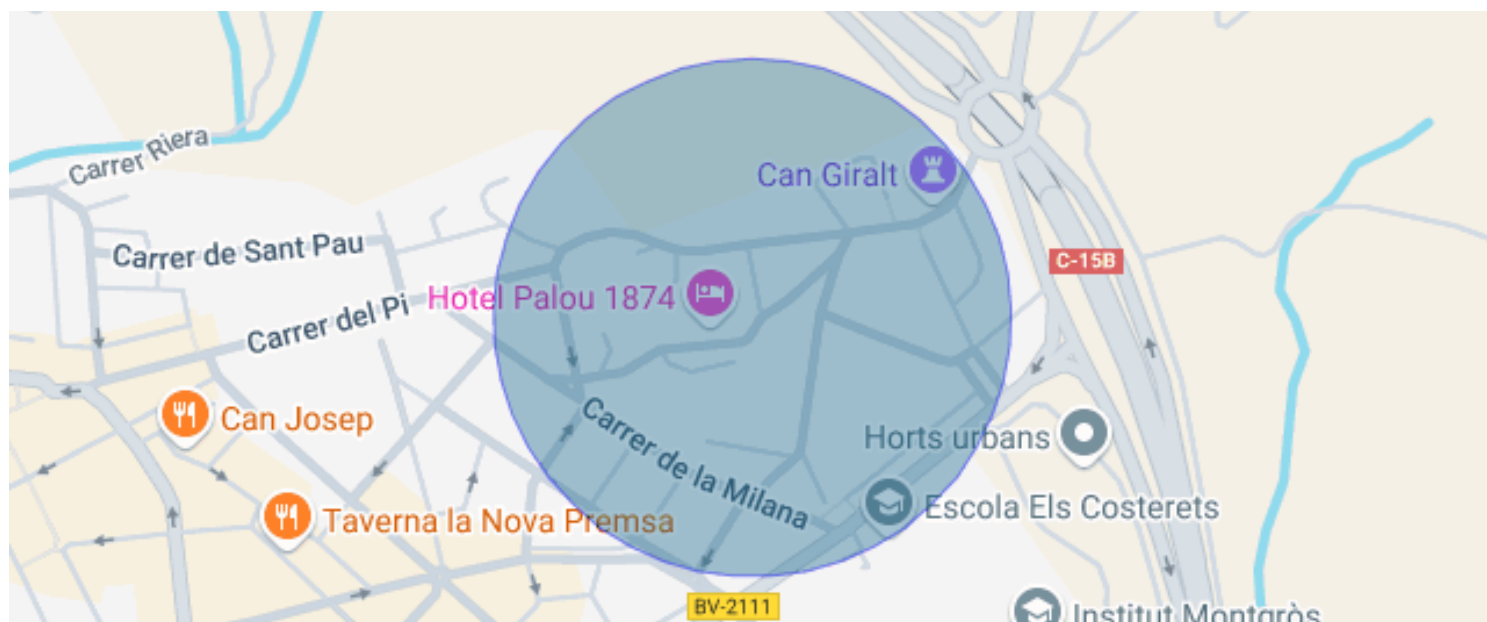 Carrer Riera
Can Giralt
Carrer de Sant Pau
C-15B
Hotel Palou 1874
Carrer del Pi
Can Josep
Carrer de la Milana
Horts urbans
Escola Els Costerets
Taverna la Nova Premsa
BV-2111
Institut Montgròs